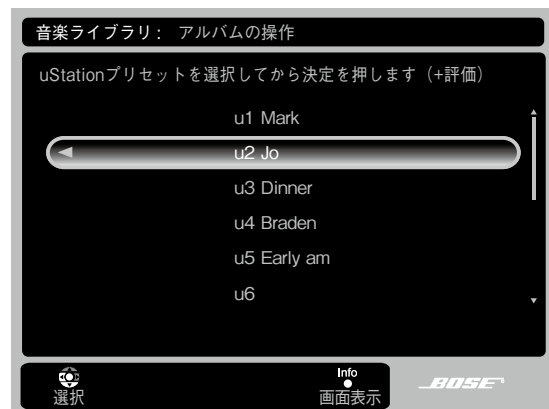 音楽ライブラリ： アルバムの操作
uStationプリセットを選択してから決定を押します（+評価）
u1 Mark
u2 Jo
u3 Dinner
u4 Braden
u5 Early am
u6
選択
Info
画面表示
BOSE